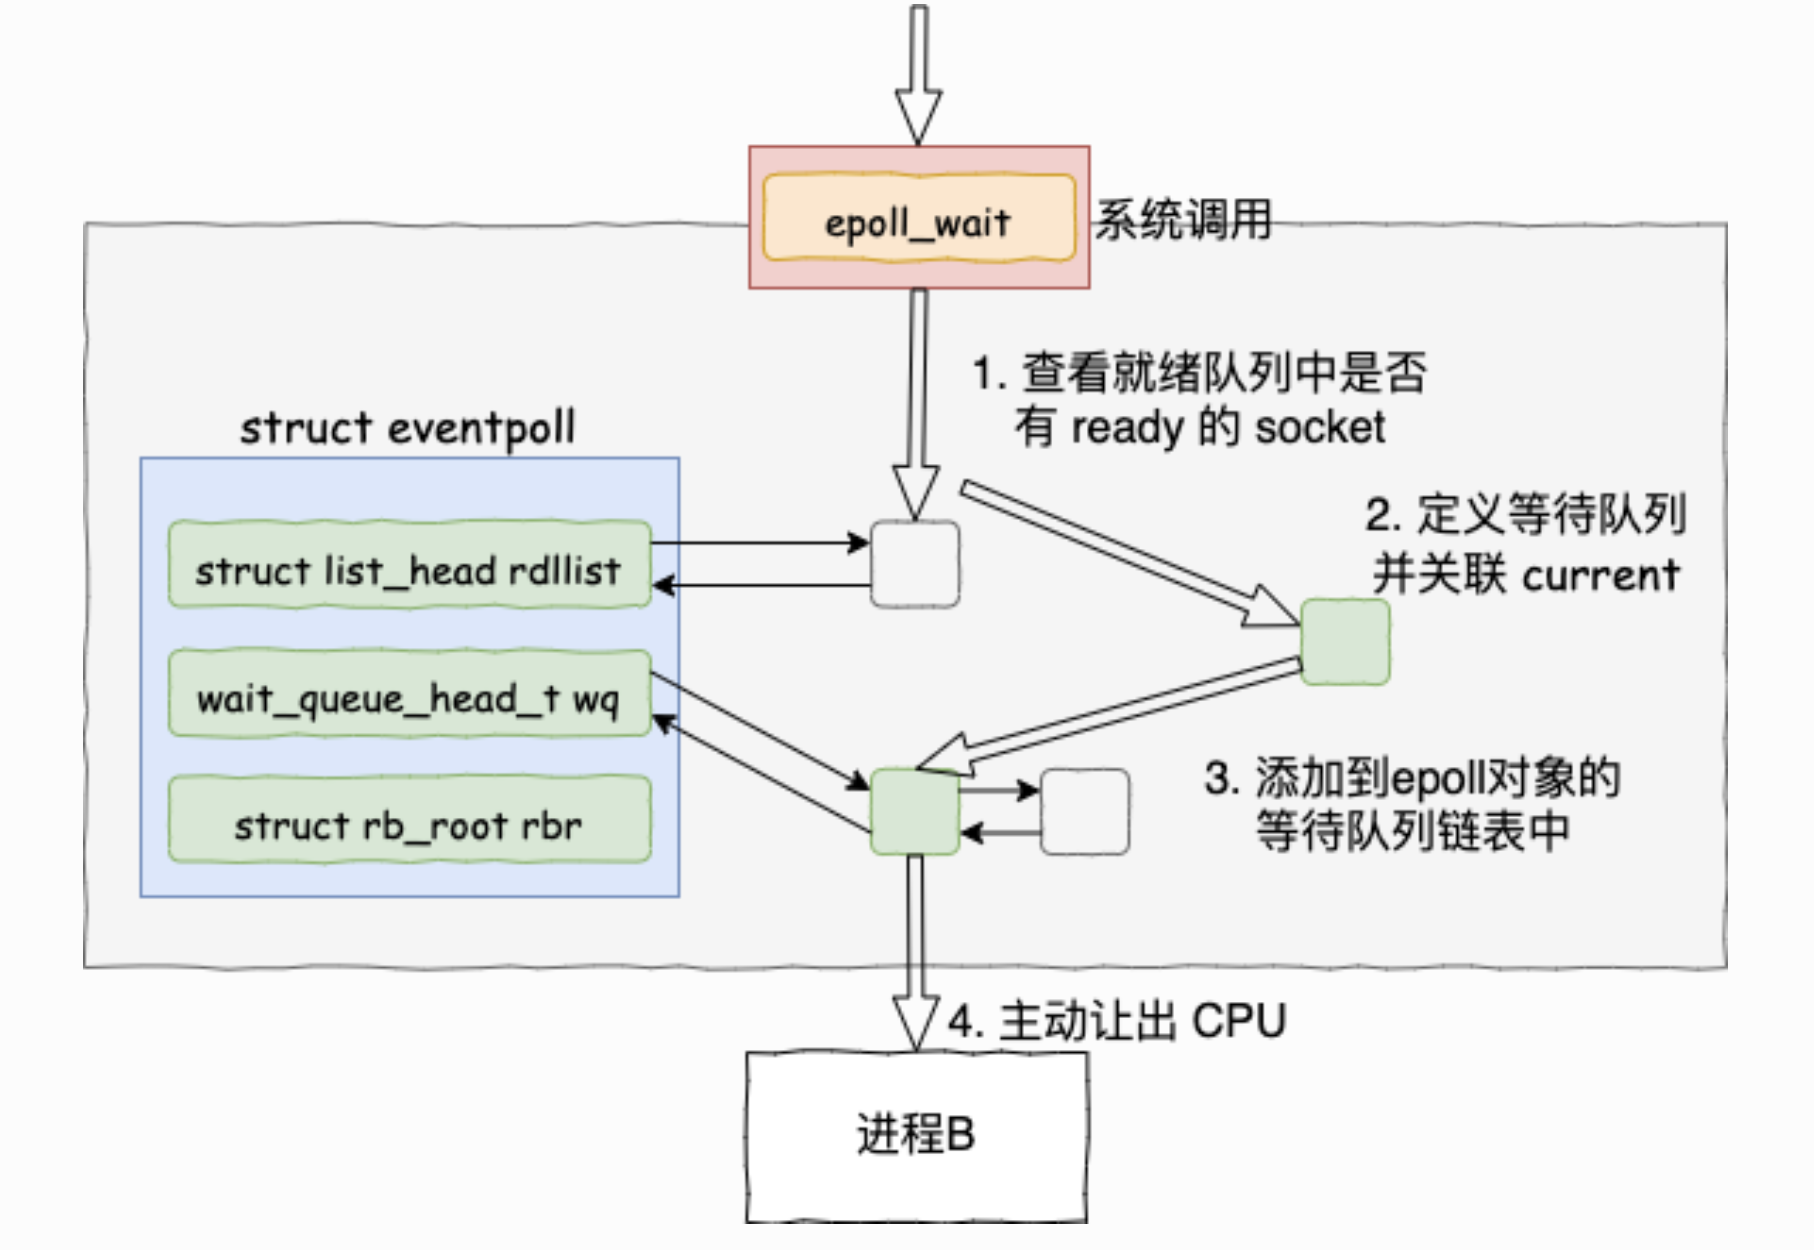 epoll_wait
系统调用
1. 查看就绪队列中是否
有 ready 的 socket
struct eventpoll
2. 定义等待队列
并关联 current
struct list_head rdllist
wait_queue_head_t wq
3. 添加到epoll对象的
等待队列链表中
struct rb_root rbr
4. 主动让出 CPU
进程B